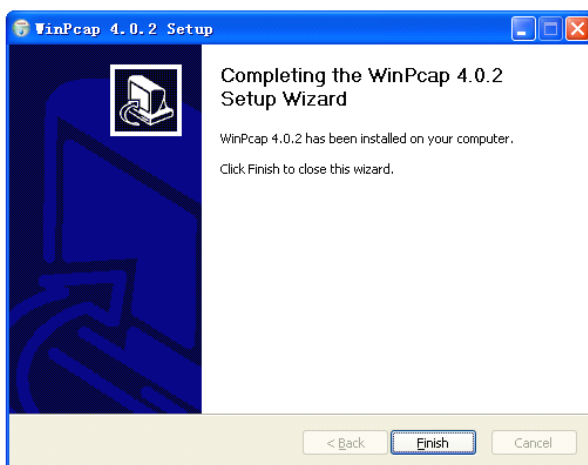 WinPcap 4.0.2 Setup
Completing the WinPcap 4.0.2
Setup Wizard
WinPcap 4.0.2 has been installed on your computer.
Click Finish to close this wizard.
< Back Finish Cancel